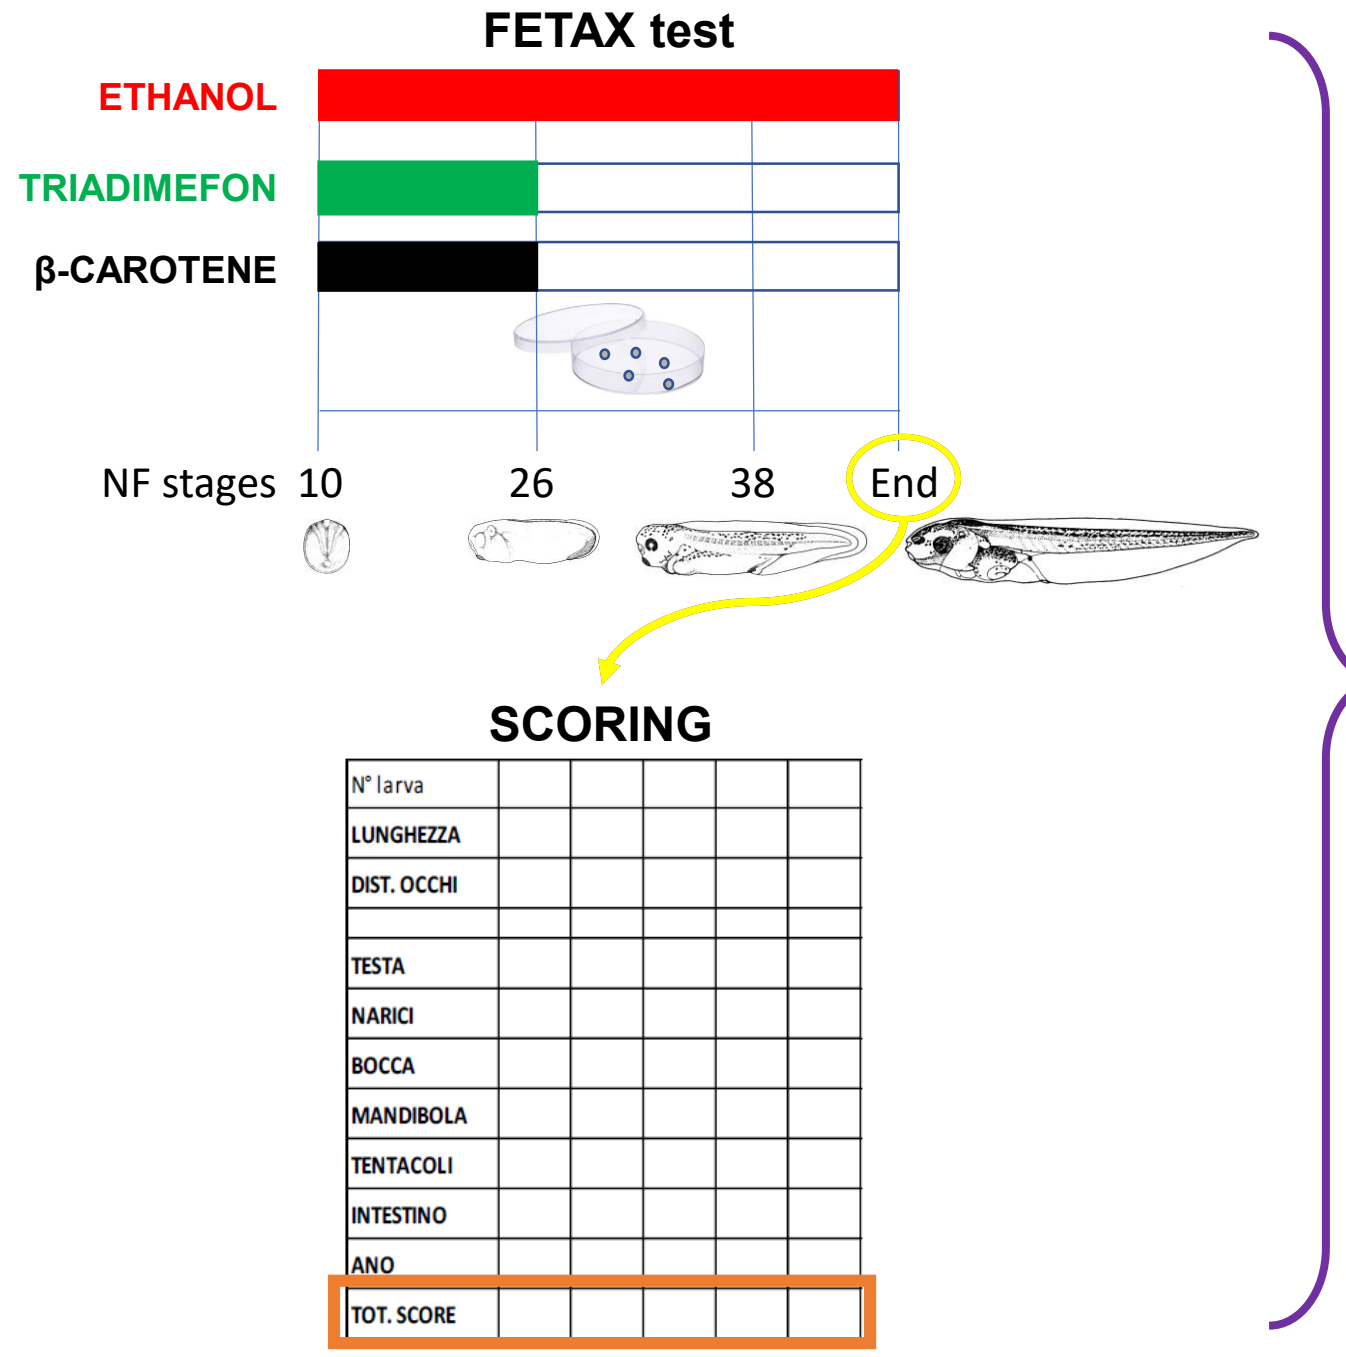 FETAX test
ETHANOL
TRIADIMEFON
β-CAROTENE
NF stages 10 26 38 End
SCORING
N° larva
LUNGHEZZA
DIST. OCCHI
TESTA
NARICI
BOCCA
MANDIBOLA
TENTACOLI
INTESTINO
ANO
TOT. SCORE